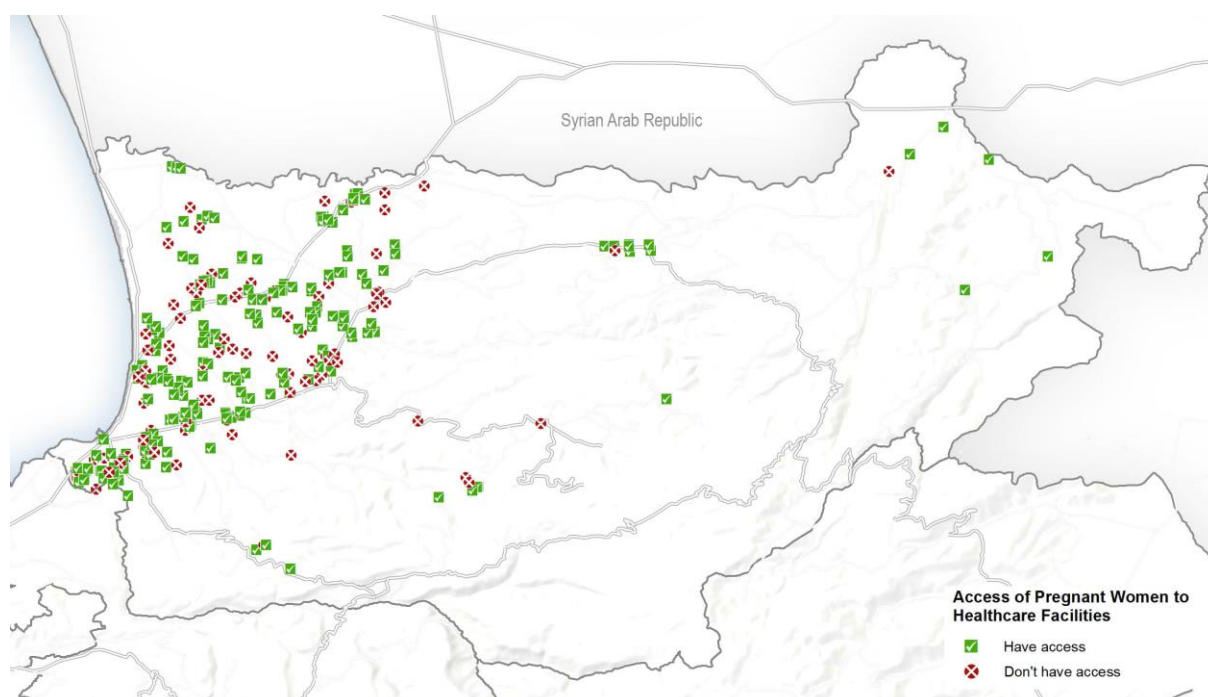 Syrian Arab Republic
Access of Pregnant Women to
Healthcare Facilities
Have access
Don't have access